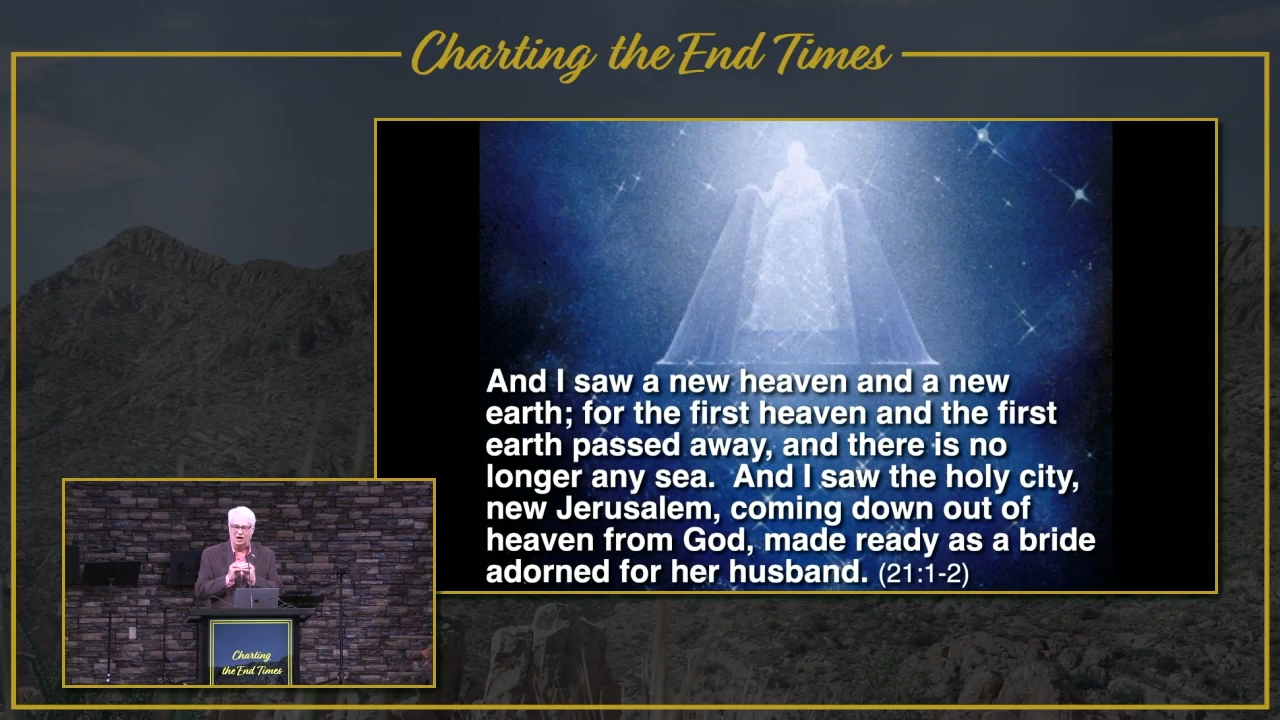 Charting the End Times
And I saw a new heaven and a new
earth; for the first heaven and the first
earth passed away, and there is no
longer any sea.  And I saw the holy city,
new Jerusalem, coming down out of
heaven from God, made ready as a bride
adorned for her husband. (21:1-2)
Charting
the End Times